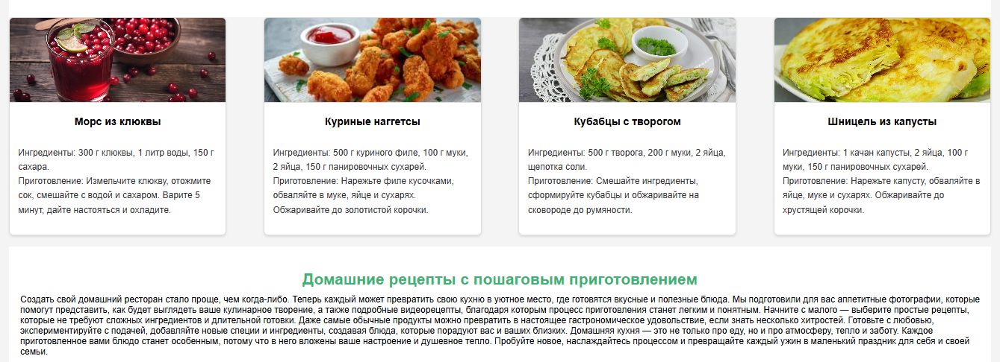 Морс из клюквы
Ингредиенты: 300 г клюквы, 1 литр воды, 150 г
сахара.
Приготовление: Измельчите клюкву, отожмите
сок, смешайте с водой и сахаром. Варите 5
минут, дайте настояться и охладите.
Куриные наггетсы
Ингредиенты: 500 г куриного филе, 100 г муки,
2 яйца, 150 г панировочных сухарей.
Приготовление: Нарежьте филе кусочками,
обваляйте в муке, яйце и сухарях.
Обжаривайте до золотистой корочки.
Кубабцы с творогом
Ингредиенты: 500 г творога, 200 г муки, 2 яйца,
щепотка соли.
Приготовление: Смешайте ингредиенты,
сформируйте кубабцы и обжаривайте на
сковороде до румяности.
Шницель из капусты
Ингредиенты: 1 качан капусты, 2 яйца, 100 г
муки, 150 г панировочных сухарей.
Приготовление: Нарежьте капусту, обваляйте в
яйце, муке и сухарях. Обжаривайте до
хрустящей корочки.
Домашние рецепты с пошаговым приготовлением
Создать свой домашний ресторан стало проще, чем когда-либо. Теперь каждый может превратить свою кухню в уютное место, где готовятся вкусные и полезные блюда. Мы подготовили для вас аппетитные фотографии, которые
помогут представить, как будет выглядеть ваше кулинарное творение, а также подробные видеорецепты, благодаря которым процесс приготовления станет легким и понятным. Начните с малого — выберите простые рецепты,
которые не требуют сложных ингредиентов и длительной готовки. Даже самые обычные продукты можно превратить в настоящее гастрономическое удовольствие, если знать несколько хитростей. Готовьте с любовью,
экспериментируйте с подачей, добавляйте новые специи и ингредиенты, создавая блюда, которые порадуют вас и ваших близких. Домашняя кухня — это не только про еду, но и про атмосферу, тепло и заботу. Каждое
приготовленное вами блюдо станет особенным, потому что в него вложены ваше настроение и душевное тепло. Пробуйте новое, наслаждайтесь процессом и превращайте каждый ужин в маленький праздник для себя и своей
семьи.